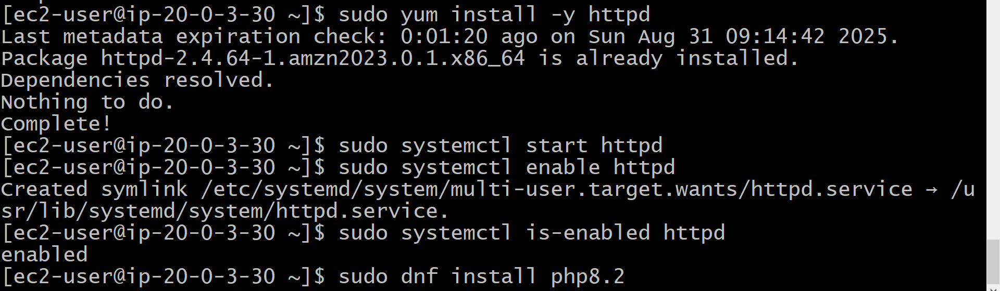 [ec2-user@ip-20-0-3-30 ~]$ sudo yum install -y httpd
Last metadata expiration check: 0:01:20 ago on Sun Aug 31 09:14:42 2025.
Package httpd-2.4.64-1.amzn2023.0.1.x86_64 is already installed.
Dependencies resolved.
Nothing to do.
Complete!
[ec2-user@ip-20-0-3-30 ~]$ sudo systemctl start httpd
[ec2-user@ip-20-0-3-30 ~]$ sudo systemctl enable httpd
Created symlink /etc/systemd/system/multi-user.target.wants/httpd.service → /u
sr/lib/systemd/system/httpd.service.
[ec2-user@ip-20-0-3-30 ~]$ sudo systemctl is-enabled httpd
enabled
[ec2-user@ip-20-0-3-30 ~]$ sudo dnf install php8.2